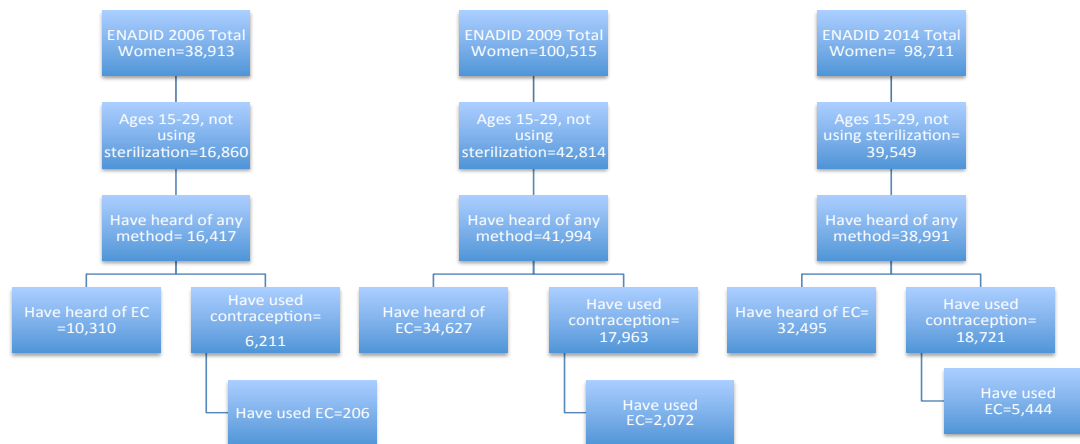 ENADID 2006 Total
Women=38,913
Ages 15-29, not
using
sterilization=16,860
Have heard of any
method= 16,417
Have heard of EC
=10,310
Have used
contraception=
6,211
Have used EC=206
ENADID 2009 Total
Women=100,515
Ages 15-29, not
using
sterilization=42,814
Have heard of any
method=41,994
Have heard of
EC=34,627
Have used
contraception=
17,963
Have used
EC=2,072
ENADID 2014 Total
Women= 98,711
Ages 15-29, not
using sterilization=
39,549
Have heard of any
method=38,991
Have heard of EC=
32,495
Have used
contraception=
18,721
Have used
EC=5,444